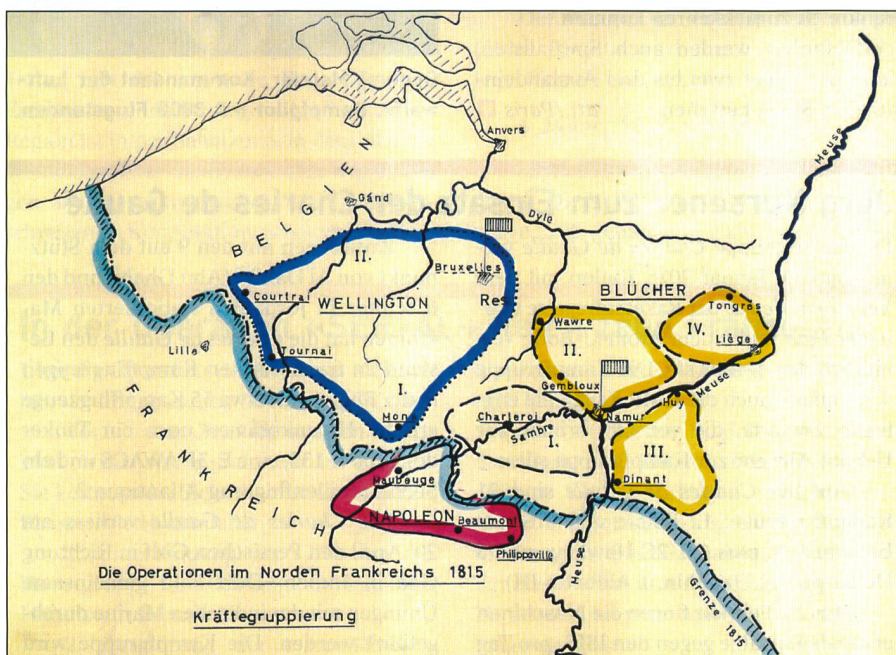 Anvers
Meuse
BELGIEN
Gand
Dyle
II.
Bruxelles
Courtrai
WELLINGTON
Res.
BLÜCHER
Tongres
IV.
Wawre
Liège
Lille
Tournai
II.
Gembloux
Meuse
I.
Huy
Mons
Charleroi
Namur
Sambre
I.
III.
FRANKREICH
Maubeuge
Dinant
NAPOLEON
Beaumont
Philippeville
Meuse
Die Operationen im Norden Frankreichs 1815
Grenze 1815
Kräftegruppierung